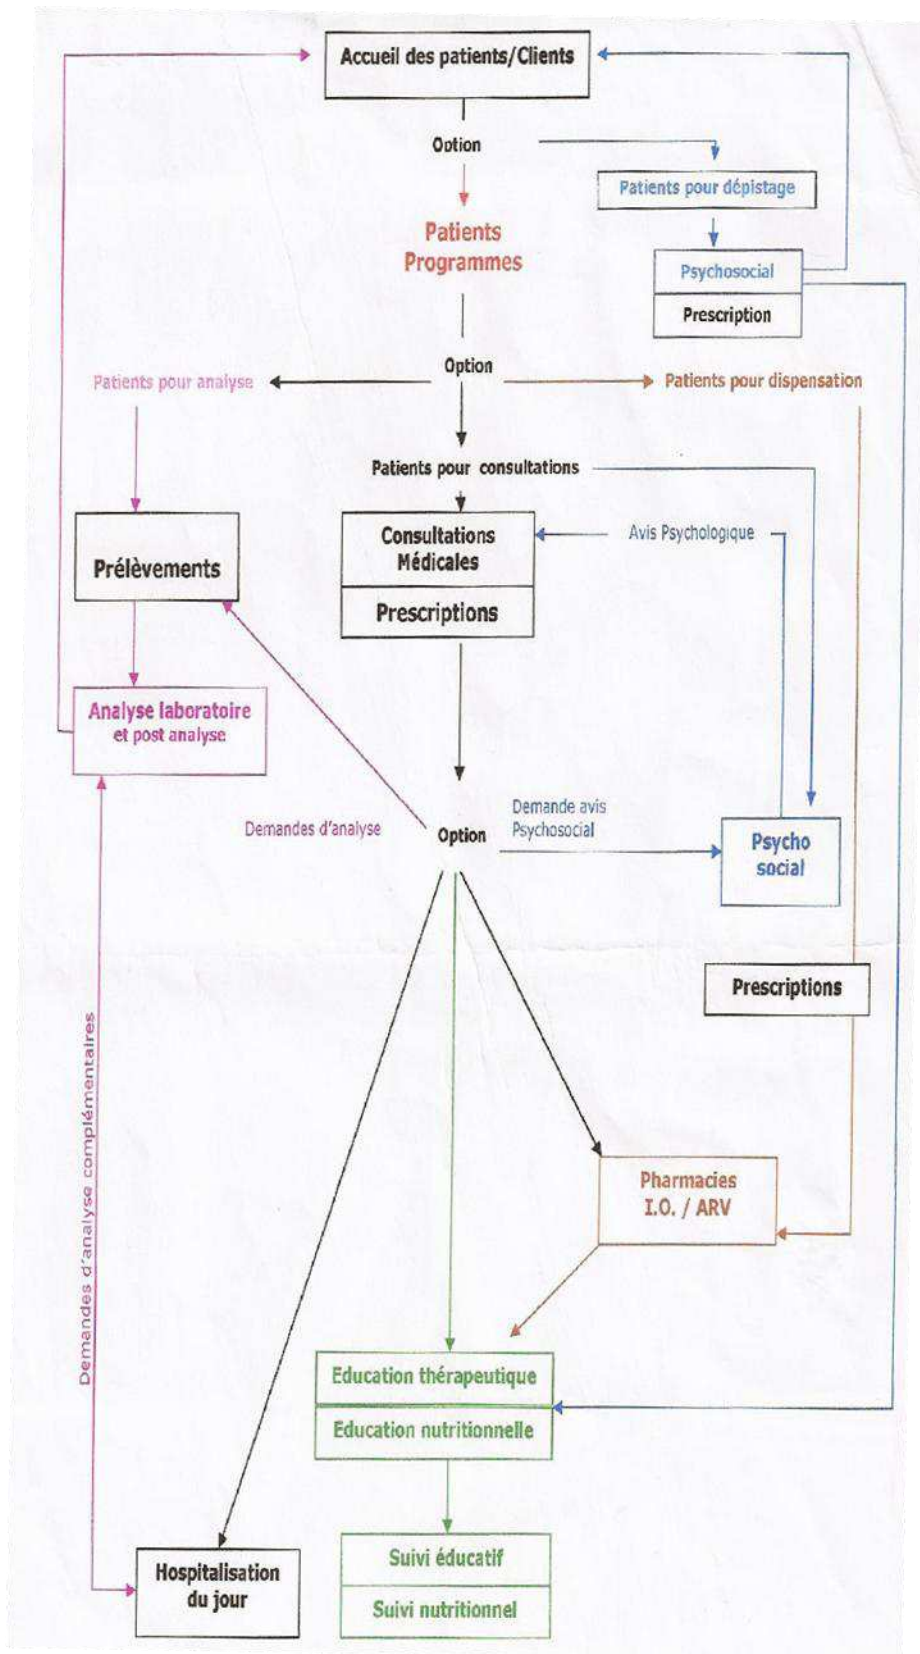 Accueil des patients/Clients
Option
Patients pour dépistage
Patients
Programmes
Psychosocial
Prescription
Option
Patients pour analyse
Patients pour dispensation
Patients pour consultations
Consultations
Médicales
Avis Psychologique
Prélèvements
Prescriptions
Analyse laboratoire
et post analyse
Demande avis
Psychosocial
Demandes d'analyse
Option
Psycho
social
Prescriptions
Demandes d'analyse complémentaires
Pharmacies
I.O. / ARV
Education thérapeutique
Education nutritionnelle
Suivi éducatif
Hospitalisation
du jour
Suivi nutritionnel